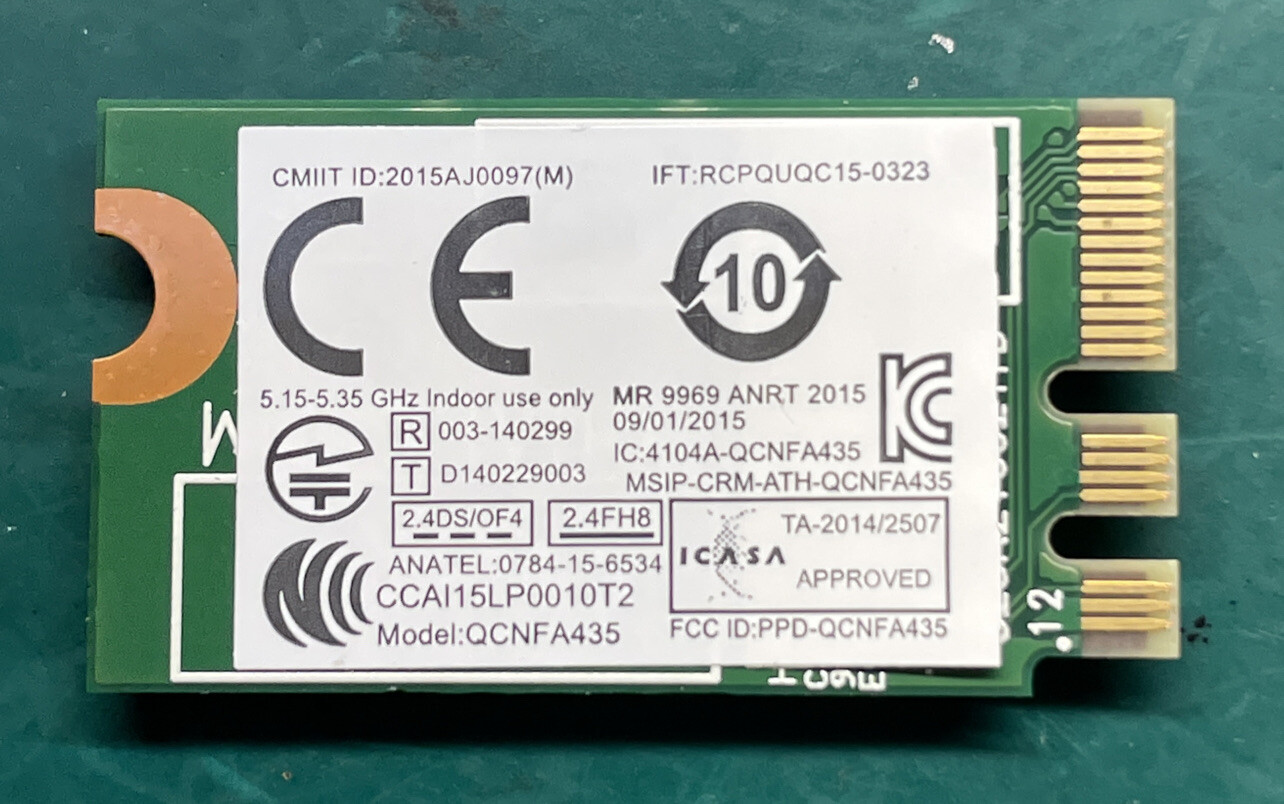 CMIIT ID:2015AJ0097(M)
IFT:RCPQUQC15-0323
CE
10
5.15-5.35 GHz Indoor use only
MR 9969 ANRT 2015
09/01/2015
R 003-140299
IC:4104A-QCNFA435
T D140229003
MSIP-CRM-ATH-QCNFA435
2.4DS/OF4
2.4FH8
TA-2014/2507
ICASA
APPROVED
ANATEL:0784-15-6534
CCAI15LP0010T2
Model:QCNFA435
FCC ID:PPD-QCNFA435
.12